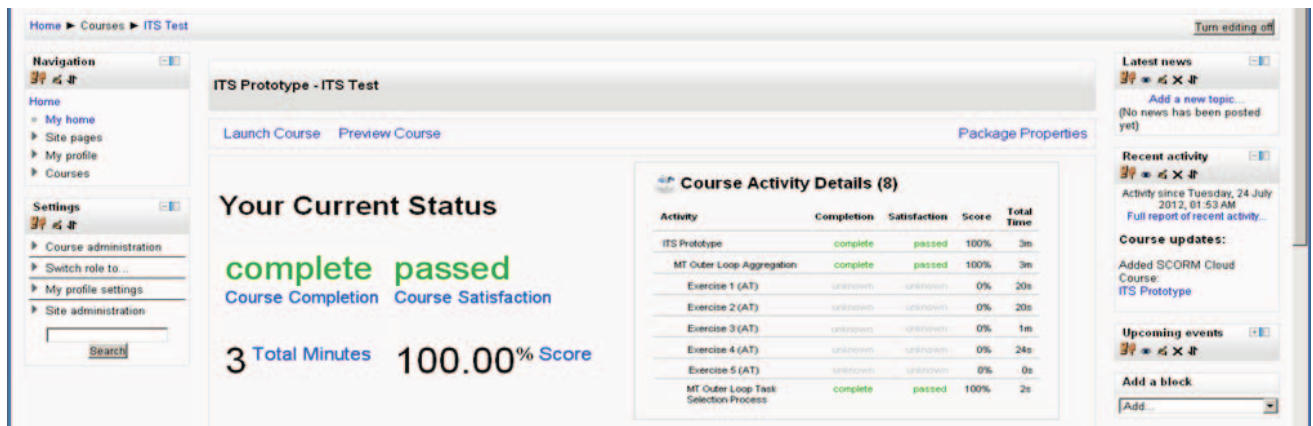 Home ► Courses ► ITS Test
Turn editing off
Navigation
Home
My home
Site pages
My profile
Courses
Settings
Course administration
Switch role to...
My profile settings
Site administration
Search
ITS Prototype - ITS Test
Launch Course Preview Course Package Properties
Your Current Status
complete passed
Course Completion Course Satisfaction
3 Total Minutes 100.00% Score
Course Activity Details (8)
Activity Completion Satisfaction Score Total
Time
ITS Prototype complete passed 100% 3m
MT Outer Loop Aggregation complete passed 100% 3m
Exercise 1 (AT) unknown unknown 0% 20s
Exercise 2 (AT) unknown unknown 0% 20s
Exercise 3 (AT) unknown unknown 0% 1m
Exercise 4 (AT) unknown unknown 0% 24s
Exercise 5 (AT) unknown unknown 0% 0s
MT Outer Loop Task complete passed 100% 2s
Selection Process
Latest news
Add a new topic...
(No news has been posted
yet)
Recent activity
Activity since Tuesday, 24 July
2012, 01:53 AM
Full report of recent activity...
Course updates:
Added SCORM Cloud
Course:
ITS Prototype
Upcoming events
Add a block
Add...